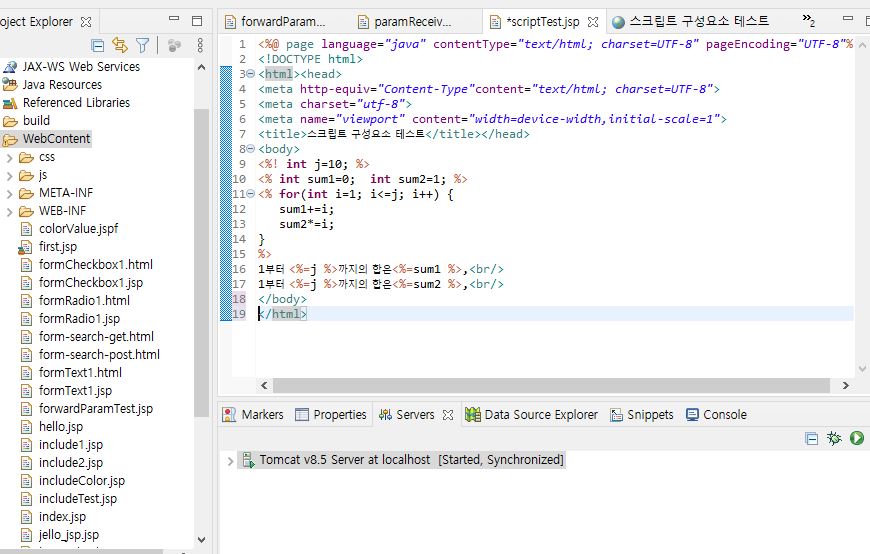 oject Explorer
JAX-WS Web Services
Java Resources
Referenced Libraries
build
WebContent
css
js
META-INF
WEB-INF
colorValue.jspf
first.jsp
formCheckbox1.html
formCheckbox1.jsp
formRadio1.html
formRadio1.jsp
form-search-get.html
form-search-post.html
formText1.html
formText1.jsp
forwardParamTest.jsp
hello.jsp
include1.jsp
include2.jsp
includeColor.jsp
includeTest.jsp
index.jsp
jello_jsp.jsp
forwardParam... paramReceiv... *scriptTest.jsp 스크립트 구성요소 테스트 »2
1 <%@ page language="java" contentType="text/html; charset=UTF-8" pageEncoding="UTF-8"%
2 <!DOCTYPE html>
3 <html><head>
4 <meta http-equiv="Content-Type"content="text/html; charset=UTF-8">
5 <meta charset="utf-8">
6 <meta name="viewport" content="width=device-width,initial-scale=1">
7 <title>스크립트 구성요소 테스트</title></head>
8 <body>
9 <%! int j=10; %>
10 <% int sum1=0;  int sum2=1; %>
11 <% for(int i=1; i<=j; i++) {
12    sum1+=i;
13    sum2*=i;
14 }
15 %>
16 1부터 <%=j %>까지의 합은<%=sum1 %>,<br/>
17 1부터 <%=j %>까지의 합은<%=sum2 %>,<br/>
18 </body>
19 </html>
Markers Properties Servers Data Source Explorer Snippets Console
Tomcat v8.5 Server at localhost  [Started, Synchronized]